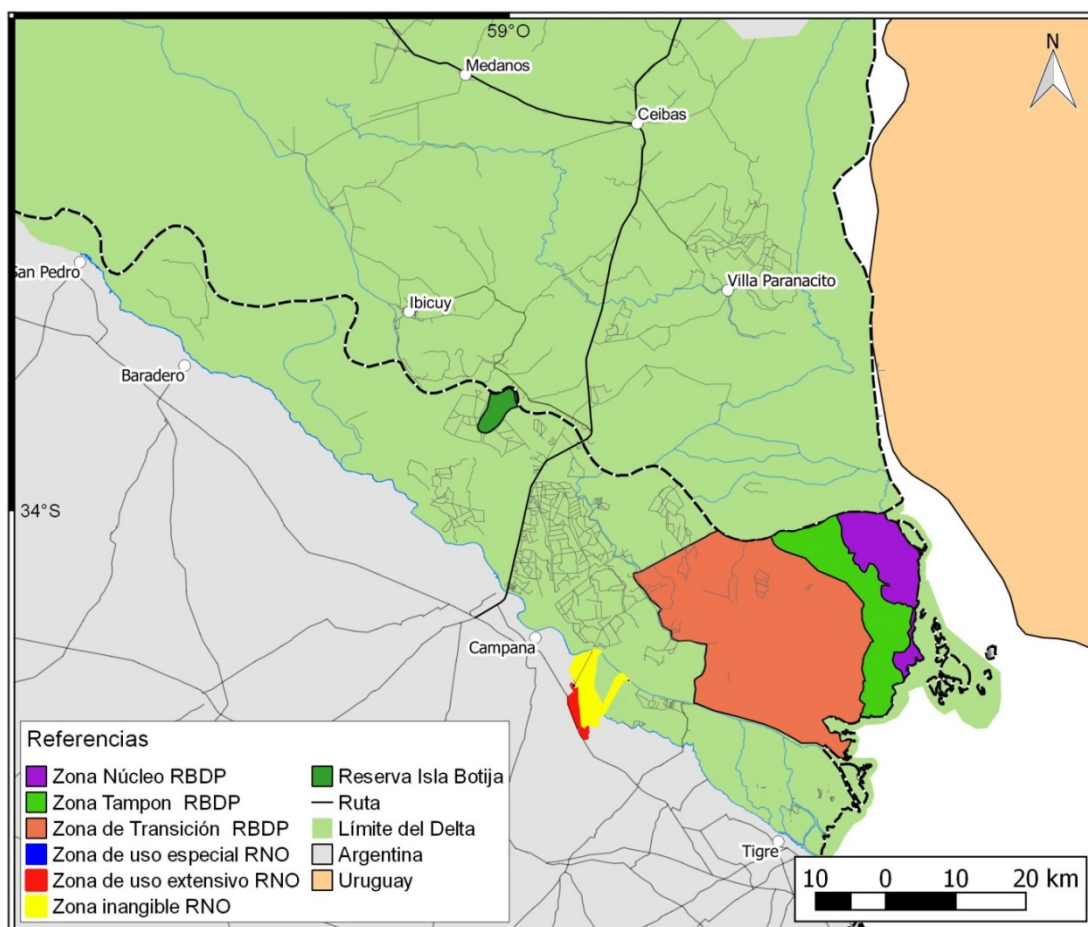 59°O
N
Medanos
Ceibas
San Pedro
Villa Paranacito
Ibicuy
Baradero
34°S
Campana
Tigre
Referencias
Zona Núcleo RBDP
Zona Tampon RBDP
Zona de Transición RBDP
Zona de uso especial RNO
Zona de uso extensivo RNO
Zona inangible RNO
Reserva Isla Botija
Ruta
Límite del Delta
Argentina
Uruguay
10 0 10 20 km